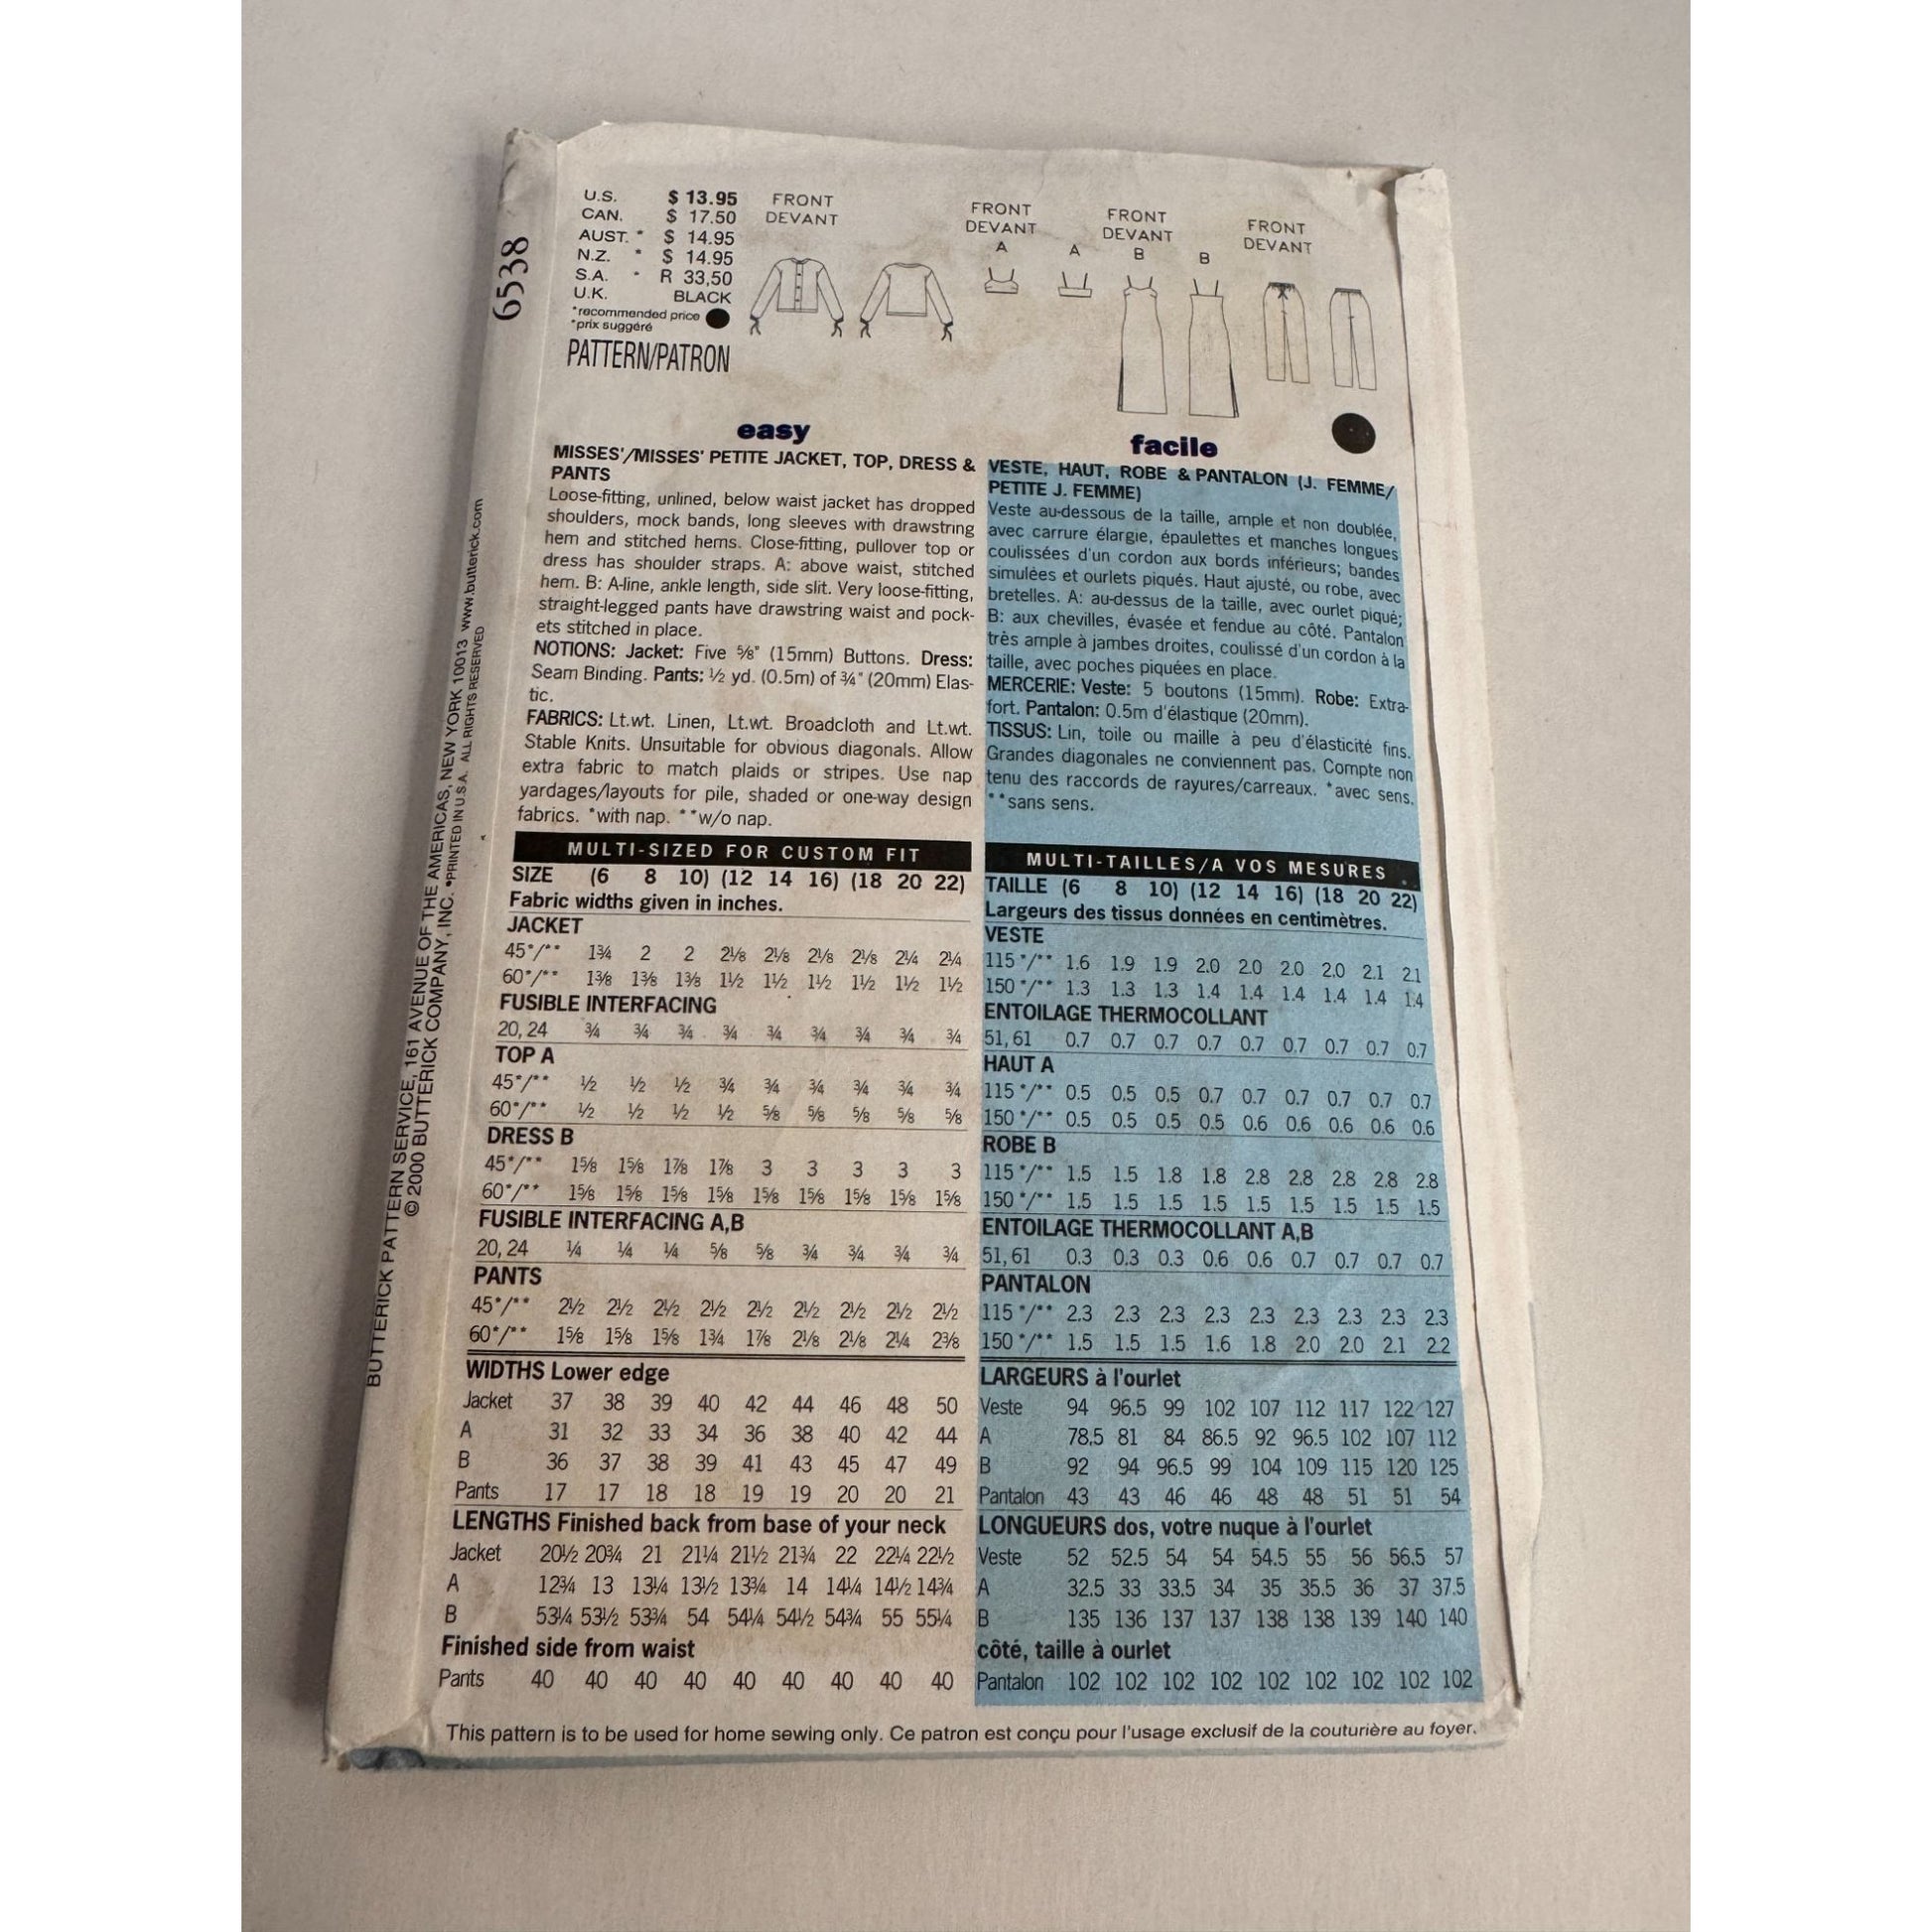 6538
U.S. $ 13.95
CAN. $ 17.50
AUST. * $ 14.95
N.Z. * $ 14.95
S.A. * R 33,50
U.K. BLACK
*recommended price
*prix suggéré
PATTERN/PATRON
FRONT
DEVANT
FRONT
DEVANT
A
A
FRONT
DEVANT
B
B
FRONT
DEVANT
easy
MISSES'/MISSES' PETITE JACKET, TOP, DRESS &
PANTS
Loose-fitting, unlined, below waist jacket has dropped
shoulders, mock bands, long sleeves with drawstring
hem and stitched hems. Close-fitting, pullover top or
dress has shoulder straps. A: above waist, stitched
hem. B: A-line, ankle length, side slit. Very loose-fitting,
straight-legged pants have drawstring waist and pock-
ets stitched in place.
NOTIONS: Jacket: Five ⅝" (15mm) Buttons. Dress:
Seam Binding. Pants: ½ yd. (0.5m) of ¾" (20mm) Elas-
tic.
FABRICS: Lt.wt. Linen, Lt.wt. Broadcloth and Lt.wt.
Stable Knits. Unsuitable for obvious diagonals. Allow
extra fabric to match plaids or stripes. Use nap
yardages/layouts for pile, shaded or one-way design
fabrics. *with nap. **w/o nap.
MULTI-SIZED FOR CUSTOM FIT
SIZE (6 8 10) (12 14 16) (18 20 22)
Fabric widths given in inches.
JACKET
45*/** 1¾ 2 2 2⅛ 2⅛ 2⅛ 2⅛ 2¼ 2¼
60*/** 1⅜ 1⅜ 1⅜ 1½ 1½ 1½ 1½ 1½ 1½
FUSIBLE INTERFACING
20, 24 ¾ ¾ ¾ ¾ ¾ ¾ ¾ ¾ ¾
TOP A
45*/** ½ ½ ½ ¾ ¾ ¾ ¾ ¾ ¾
60*/** ½ ½ ½ ½ ⅝ ⅝ ⅝ ⅝ ⅝
DRESS B
45*/** 1⅝ 1⅝ 1⅞ 1⅞ 3 3 3 3 3
60*/** 1⅝ 1⅝ 1⅝ 1⅝ 1⅝ 1⅝ 1⅝ 1⅝ 1⅝
FUSIBLE INTERFACING A,B
20, 24 ¼ ¼ ¼ ⅝ ⅝ ¾ ¾ ¾ ¾
PANTS
45*/** 2½ 2½ 2½ 2½ 2½ 2½ 2½ 2½ 2½
60*/** 1⅝ 1⅝ 1⅝ 1¾ 1⅞ 2⅛ 2⅛ 2¼ 2⅜
WIDTHS Lower edge
Jacket 37 38 39 40 42 44 46 48 50
A 31 32 33 34 36 38 40 42 44
B 36 37 38 39 41 43 45 47 49
Pants 17 17 18 18 19 19 20 20 21
LENGTHS Finished back from base of your neck
Jacket 20½ 20¾ 21 21¼ 21½ 21¾ 22 22¼ 22½
A 12¾ 13 13¼ 13½ 13¾ 14 14¼ 14½ 14¾
B 53¼ 53½ 53¾ 54 54¼ 54½ 54¾ 55 55¼
Finished side from waist
Pants 40 40 40 40 40 40 40 40 40
facile
VESTE, HAUT, ROBE & PANTALON (J. FEMME/
PETITE J. FEMME)
Veste au-dessous de la taille, ample et non doublée,
avec carrure élargie, épaulettes et manches longues
coulissées d'un cordon aux bords inférieurs; bandes
simulées et ourlets piqués. Haut ajusté, ou robe, avec
bretelles. A: au-dessus de la taille, avec ourlet piqué;
B: aux chevilles, évasée et fendue au côté. Pantalon
très ample à jambes droites, coulissé d'un cordon à la
taille, avec poches piquées en place.
MERCERIE: Veste: 5 boutons (15mm). Robe: Extra-
fort. Pantalon: 0.5m d'élastique (20mm).
TISSUS: Lin, toile ou maille à peu d'élasticité fins.
Grandes diagonales ne conviennent pas. Compte non
tenu des raccords de rayures/carreaux. *avec sens.
**sans sens.
MULTI-TAILLES/A VOS MESURES
TAILLE (6 8 10) (12 14 16) (18 20 22)
Largeurs des tissus données en centimètres.
VESTE
115*/** 1.6 1.9 1.9 2.0 2.0 2.0 2.0 2.1 2.1
150*/** 1.3 1.3 1.3 1.4 1.4 1.4 1.4 1.4 1.4
ENTOILAGE THERMOCOLLANT
51, 61 0.7 0.7 0.7 0.7 0.7 0.7 0.7 0.7 0.7
HAUT A
115*/** 0.5 0.5 0.5 0.7 0.7 0.7 0.7 0.7 0.7
150*/** 0.5 0.5 0.5 0.5 0.6 0.6 0.6 0.6 0.6
ROBE B
115*/** 1.5 1.5 1.8 1.8 2.8 2.8 2.8 2.8 2.8
150*/** 1.5 1.5 1.5 1.5 1.5 1.5 1.5 1.5 1.5
ENTOILAGE THERMOCOLLANT A,B
51, 61 0.3 0.3 0.3 0.6 0.6 0.7 0.7 0.7 0.7
PANTALON
115*/** 2.3 2.3 2.3 2.3 2.3 2.3 2.3 2.3 2.3
150*/** 1.5 1.5 1.5 1.6 1.8 2.0 2.0 2.1 2.2
LARGEURS à l'ourlet
Veste 94 96.5 99 102 107 112 117 122 127
A 78.5 81 84 86.5 92 96.5 102 107 112
B 92 94 96.5 99 104 109 115 120 125
Pantalon 43 43 46 46 48 48 51 51 54
LONGUEURS dos, votre nuque à l'ourlet
Veste 52 52.5 54 54 54.5 55 56 56.5 57
A 32.5 33 33.5 34 35 35.5 36 37 37.5
B 135 136 137 137 138 138 139 140 140
côté, taille à ourlet
Pantalon 102 102 102 102 102 102 102 102 102
This pattern is to be used for home sewing only. Ce patron est conçu pour l'usage exclusif de la couturière au foyer.
BUTTERICK PATTERN SERVICE, 161 AVENUE OF THE AMERICAS, NEW YORK 10013 www.butterick.com
© 2000 BUTTERICK COMPANY, INC. •PRINTED IN U.S.A. ALL RIGHTS RESERVED